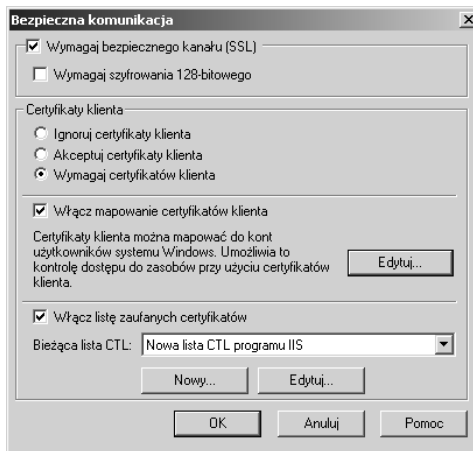 Bezpieczna komunikacja
Wymagaj bezpiecznego kanału (SSL)
Wymagaj szyfrowania 128-bitowego
Certyfikaty klienta
Ignoruj certyfikaty klienta
Akceptuj certyfikaty klienta
Wymagaj certyfikatów klienta
Włącz mapowanie certyfikatów klienta
Certyfikaty klienta można mapować do kont
użytkowników systemu Windows. Umożliwia to
kontrolę dostępu do zasobów przy użyciu certyfikatów
klienta.
Edytuj...
Włącz listę zaufanych certyfikatów
Bieżąca lista CTL: Nowa lista CTL programu IIS
Nowy... Edytuj...
OK Anuluj Pomoc